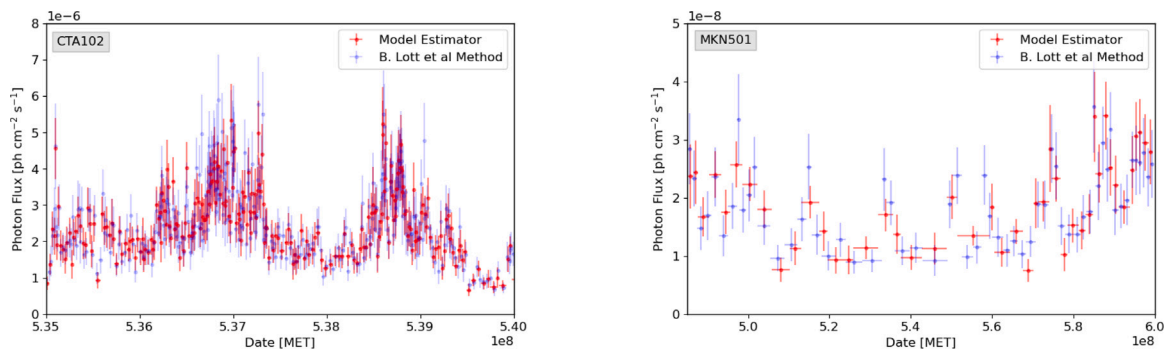 1e−6
CTA102
Model Estimator
B. Lott et al Method
Photon Flux [ph cm⁻² s⁻¹]
8
7
6
5
4
3
2
1
0
5.35 5.36 5.37 5.38 5.39 5.40
Date [MET]
1e8
1e−8
MKN501
Model Estimator
B. Lott et al Method
Photon Flux [ph cm⁻² s⁻¹]
5
4
3
2
1
0
5.0 5.2 5.4 5.6 5.8 6.0
Date [MET]
1e8